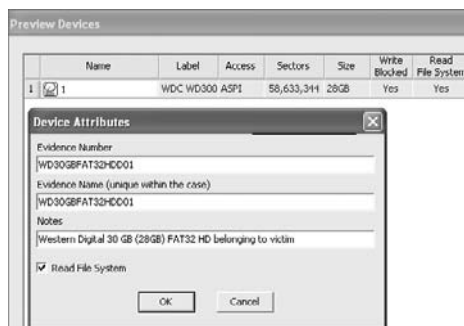 Preview Devices
Name Label Access Sectors Size Write Blocked Read File System
1 1 WDC WD300 ASPI 58,633,344 28GB Yes Yes
Device Attributes
Evidence Number
WD30GBFAT32HDD01
Evidence Name (unique within the case)
WD30GBFAT32HDD01
Notes
Western Digital 30 GB (28GB) FAT32 HD belonging to victim
Read File System
OK Cancel